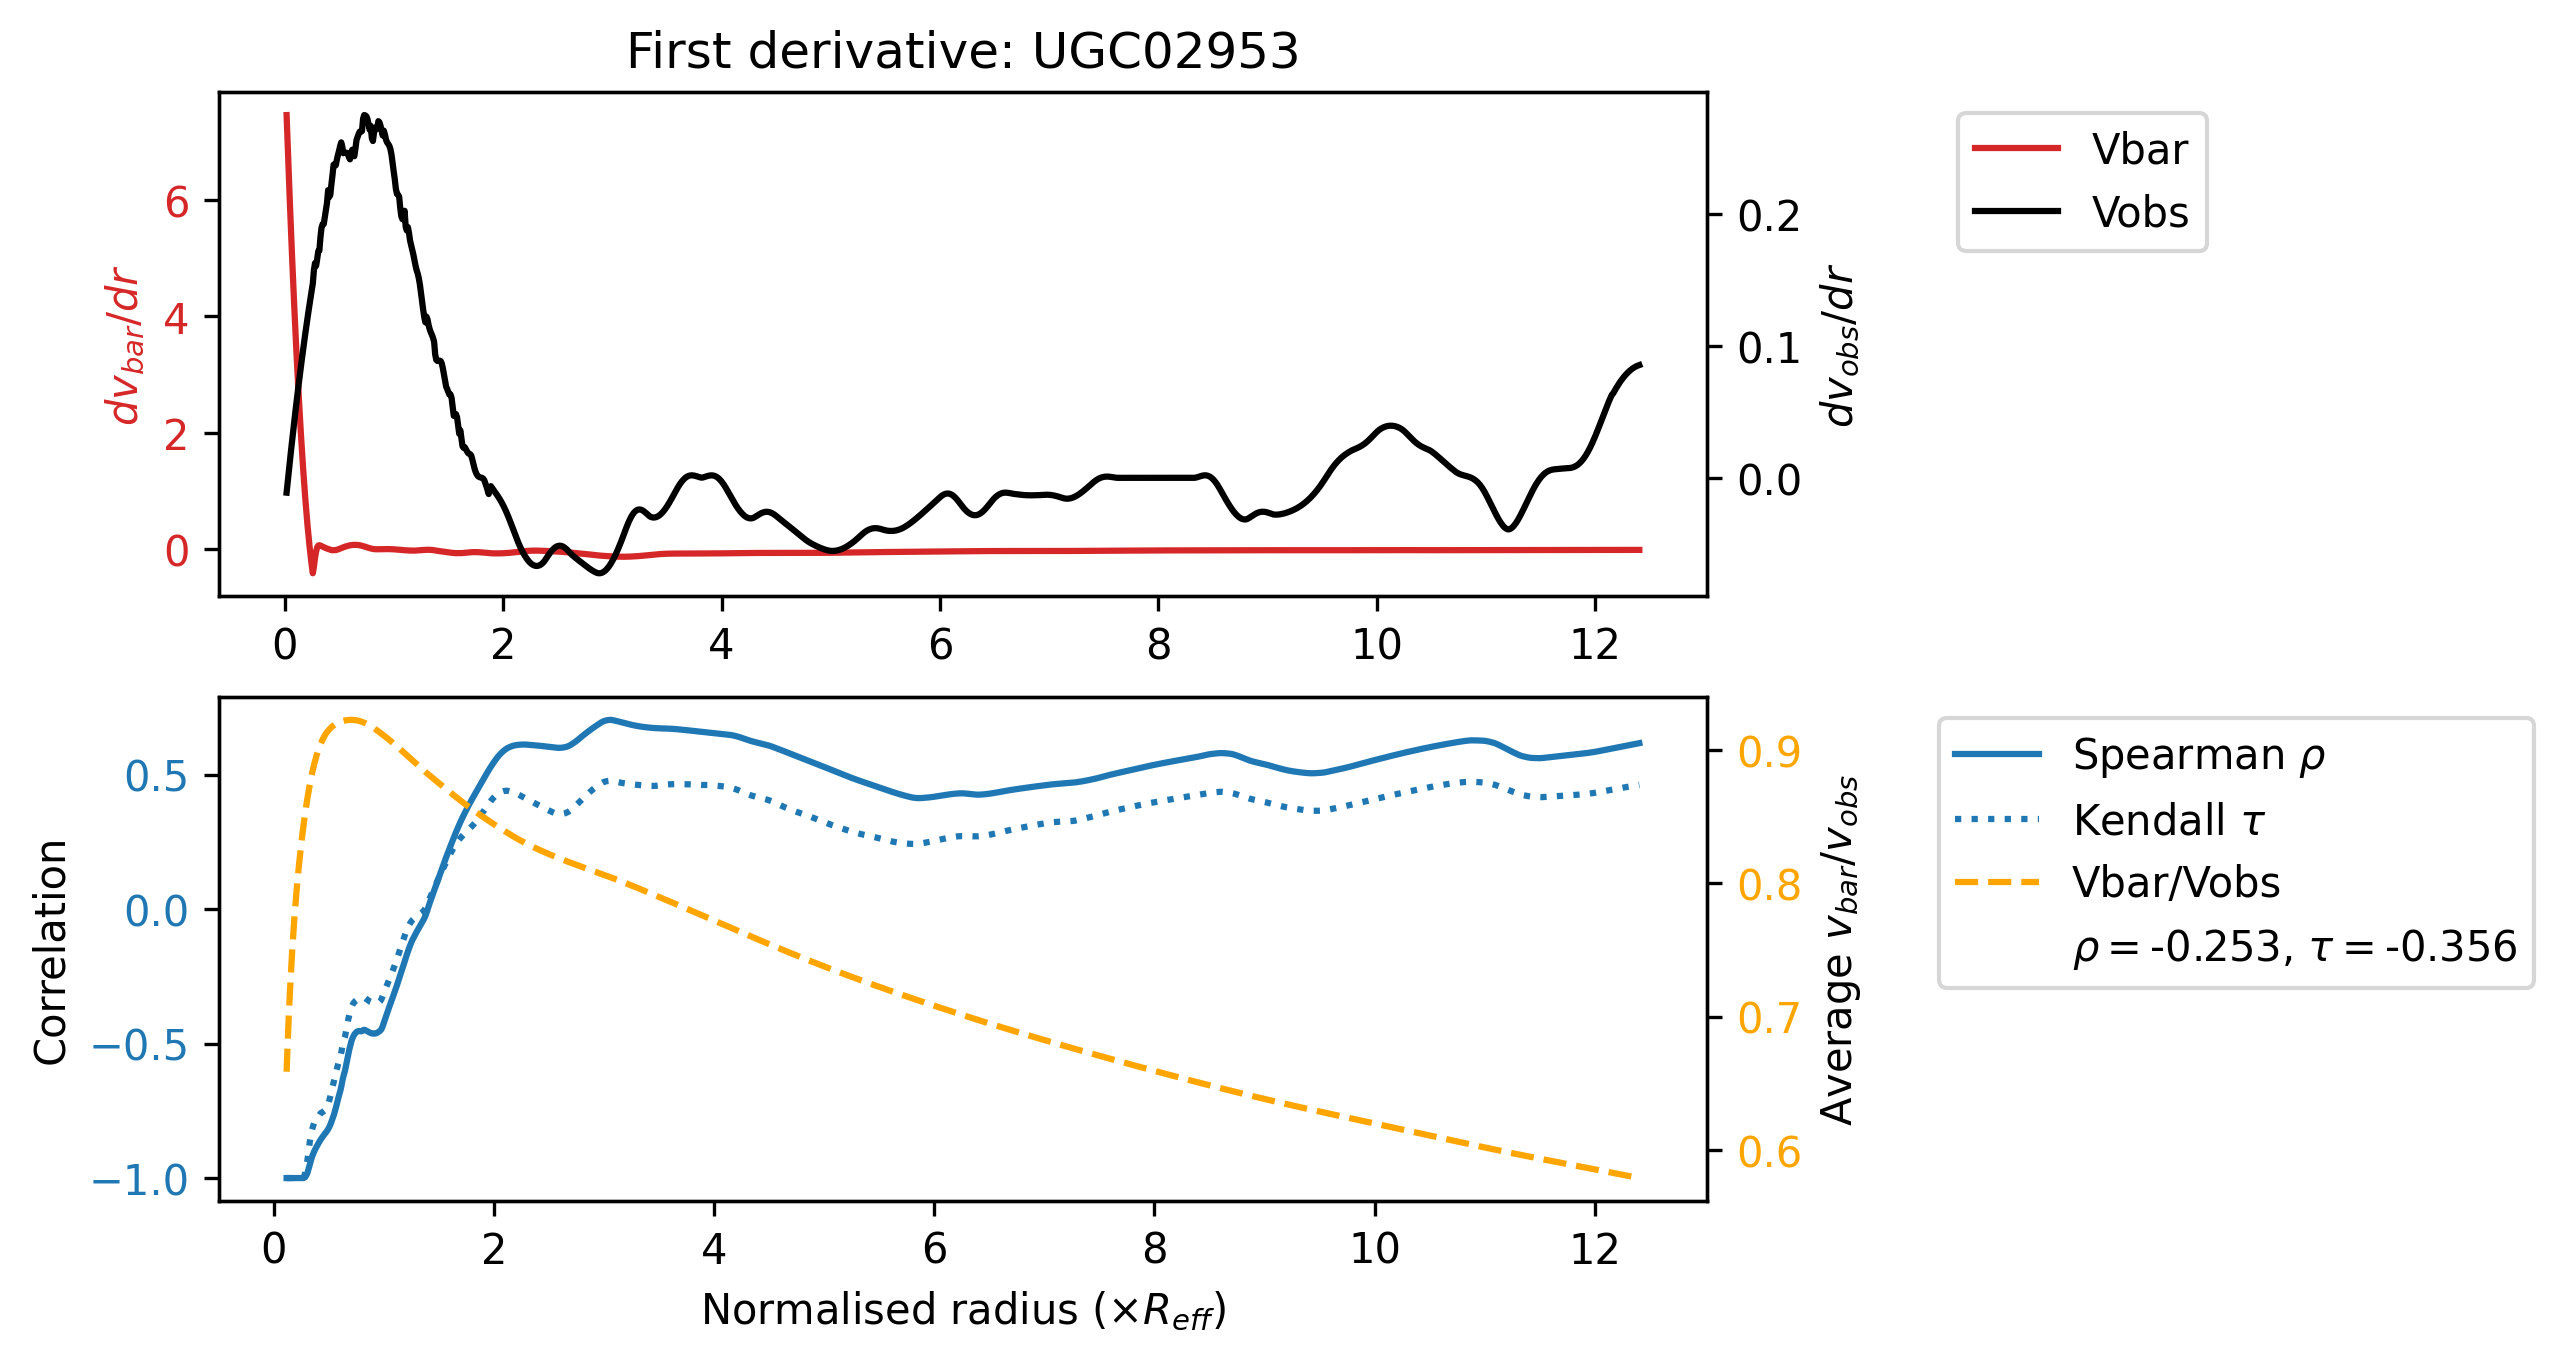 First derivative: UGC02953
dv_bar/dr
6
4
2
0
0.2
0.1
0.0
dv_obs/dr
0 2 4 6 8 10 12
Vbar
Vobs
Correlation
0.5
0.0
−0.5
−1.0
0.9
0.8
0.7
0.6
Average v_bar/v_obs
0 2 4 6 8 10 12
Normalised radius (×R_eff)
Spearman ρ
Kendall τ
Vbar/Vobs
ρ = -0.253, τ = -0.356